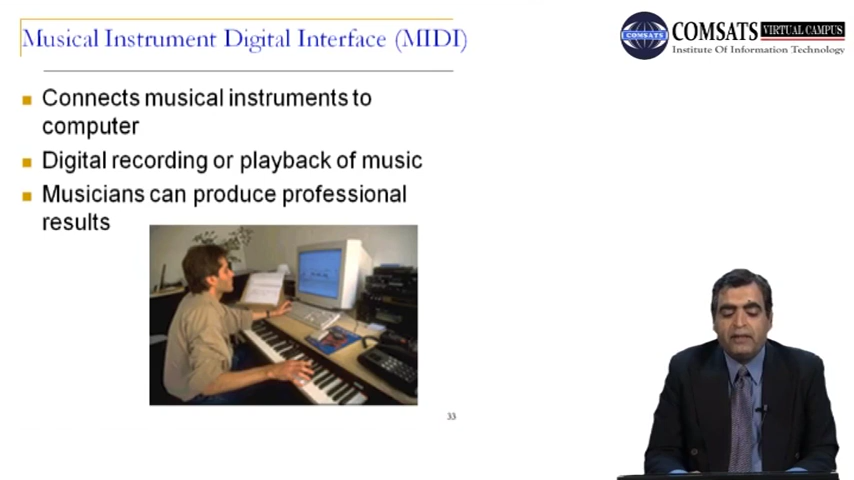 Musical Instrument Digital Interface (MIDI)
COMSATS VIRTUAL CAMPUS
COMSATS
Institute Of Information Technology
Connects musical instruments to
computer
Digital recording or playback of music
Musicians can produce professional
results
33